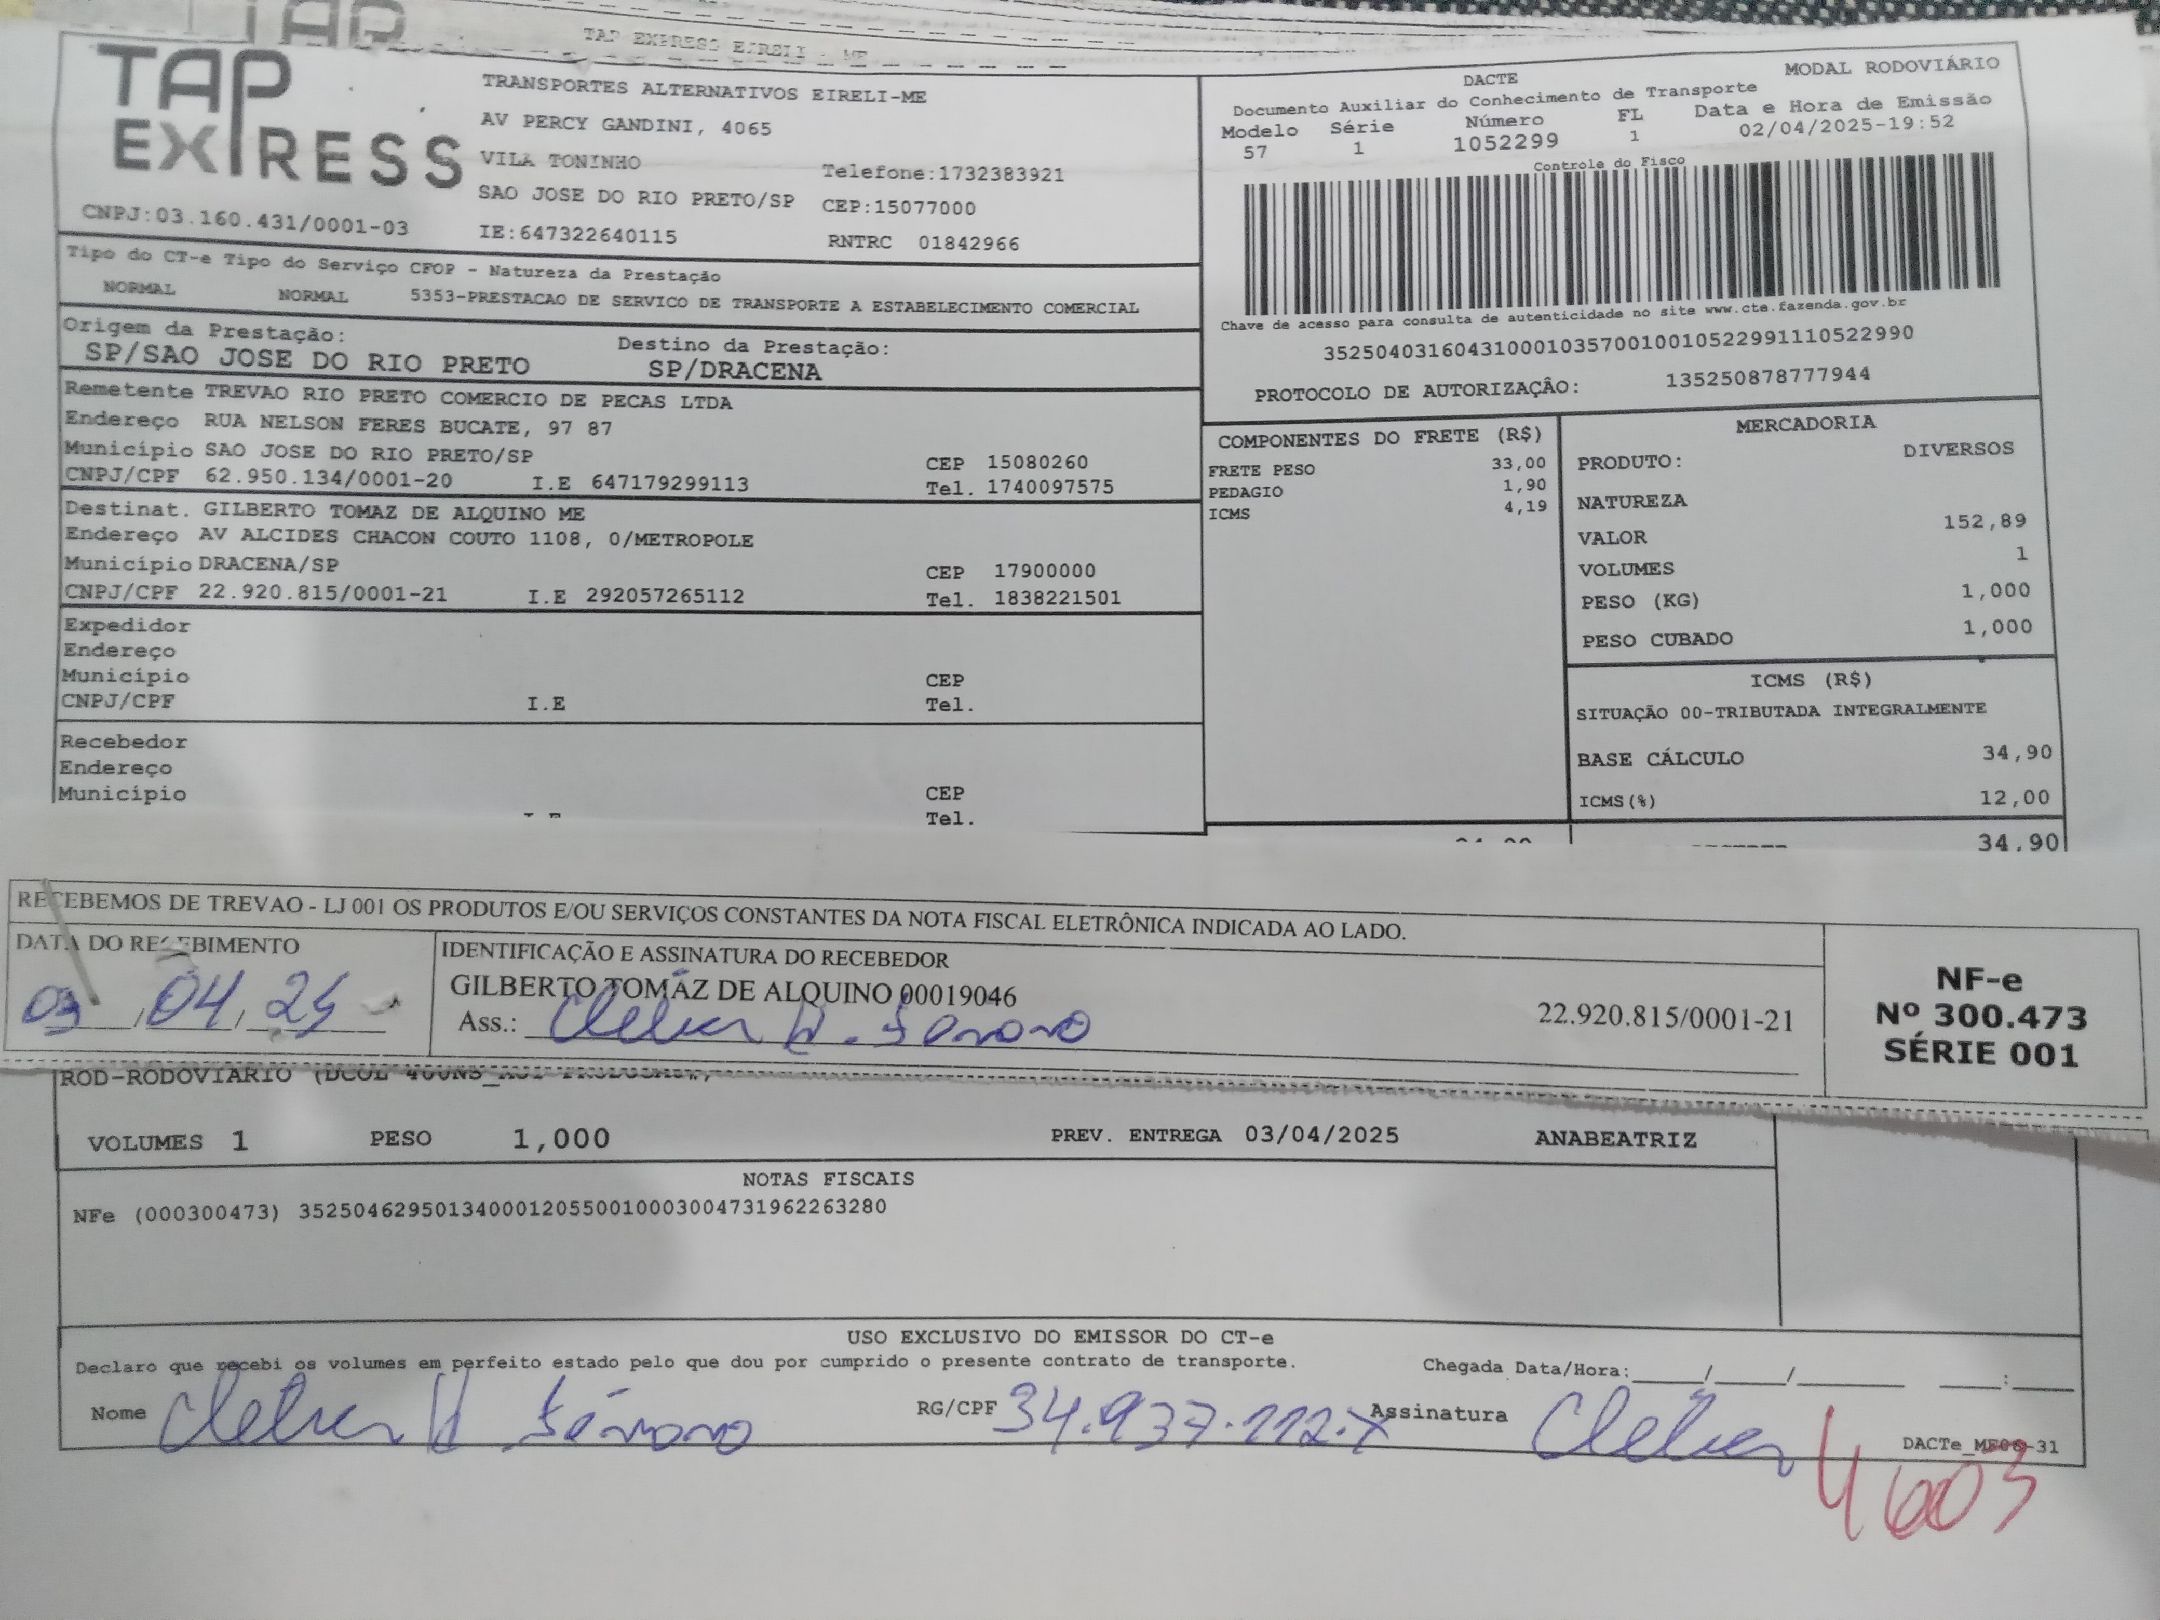 TAP
TAP EXPRESS EIRELI - ME
TAP
EXPRESS
TRANSPORTES ALTERNATIVOS EIRELI-ME
AV PERCY GANDINI, 4065
VILA TONINHO Telefone:1732383921
SAO JOSE DO RIO PRETO/SP CEP:15077000
CNPJ:03.160.431/0001-03 IE:647322640115 RNTRC 01842966
DACTE MODAL RODOVIÁRIO
Documento Auxiliar do Conhecimento de Transporte
Modelo Série Número FL Data e Hora de Emissão
57 1 1052299 1 02/04/2025-19:52
Controle do Fisco
Chave de acesso para consulta de autenticidade no site www.cte.fazenda.gov.br
35250403160431000103570010010522991110522990
PROTOCOLO DE AUTORIZAÇÃO: 135250878777944
Tipo do CT-e Tipo do Serviço CFOP - Natureza da Prestação
NORMAL NORMAL 5353-PRESTACAO DE SERVICO DE TRANSPORTE A ESTABELECIMENTO COMERCIAL
Origem da Prestação: Destino da Prestação:
SP/SAO JOSE DO RIO PRETO SP/DRACENA
Remetente TREVAO RIO PRETO COMERCIO DE PECAS LTDA
Endereço RUA NELSON FERES BUCATE, 97 87
Município SAO JOSE DO RIO PRETO/SP CEP 15080260
CNPJ/CPF 62.950.134/0001-20 I.E 647179299113 Tel. 1740097575
Destinat. GILBERTO TOMAZ DE ALQUINO ME
Endereço AV ALCIDES CHACON COUTO 1108, 0/METROPOLE
Município DRACENA/SP CEP 17900000
CNPJ/CPF 22.920.815/0001-21 I.E 292057265112 Tel. 1838221501
Expedidor
Endereço
Município CEP
CNPJ/CPF I.E Tel.
Recebedor
Endereço
Município CEP
Tel.
COMPONENTES DO FRETE (R$)
FRETE PESO 33,00
PEDAGIO 1,90
ICMS 4,19
MERCADORIA
PRODUTO: DIVERSOS
NATUREZA
VALOR 152,89
VOLUMES 1
PESO (KG) 1,000
PESO CUBADO 1,000
ICMS (R$)
SITUAÇÃO 00-TRIBUTADA INTEGRALMENTE
BASE CÁLCULO 34,90
ICMS(%) 12,00
34,90
RECEBEMOS DE TREVAO - LJ 001 OS PRODUTOS E/OU SERVIÇOS CONSTANTES DA NOTA FISCAL ELETRÔNICA INDICADA AO LADO.
DATA DO RECEBIMENTO IDENTIFICAÇÃO E ASSINATURA DO RECEBEDOR
GILBERTO TOMAZ DE ALQUINO 00019046
03/04/25 Ass.: Cleber 22.920.815/0001-21
NF-e
Nº 300.473
SÉRIE 001
ROD-RODOVIARIO
VOLUMES 1 PESO 1,000 PREV. ENTREGA 03/04/2025 ANABEATRIZ
NOTAS FISCAIS
NFe (000300473) 35250462950134000120550010003004731962263280
USO EXCLUSIVO DO EMISSOR DO CT-e
Declaro que recebi os volumes em perfeito estado pelo que dou por cumprido o presente contrato de transporte. Chegada Data/Hora:____/____/____ ____:____
Nome Cleber RG/CPF 34.937.112-X Assinatura Cleber
4603